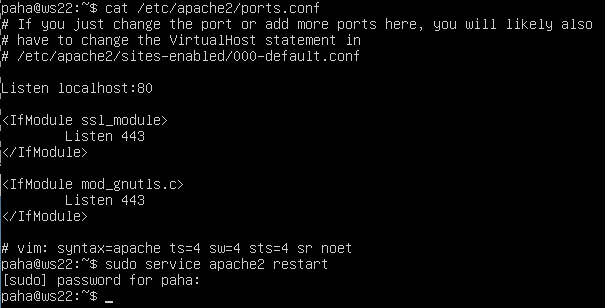 paha@ws22:~$ cat /etc/apache2/ports.conf
# If you just change the port or add more ports here, you will likely also
# have to change the VirtualHost statement in
# /etc/apache2/sites-enabled/000-default.conf
Listen localhost:80
<IfModule ssl_module>
        Listen 443
</IfModule>
<IfModule mod_gnutls.c>
        Listen 443
</IfModule>
# vim: syntax=apache ts=4 sw=4 sts=4 sr noet
paha@ws22:~$ sudo service apache2 restart
[sudo] password for paha:
paha@ws22:~$ _